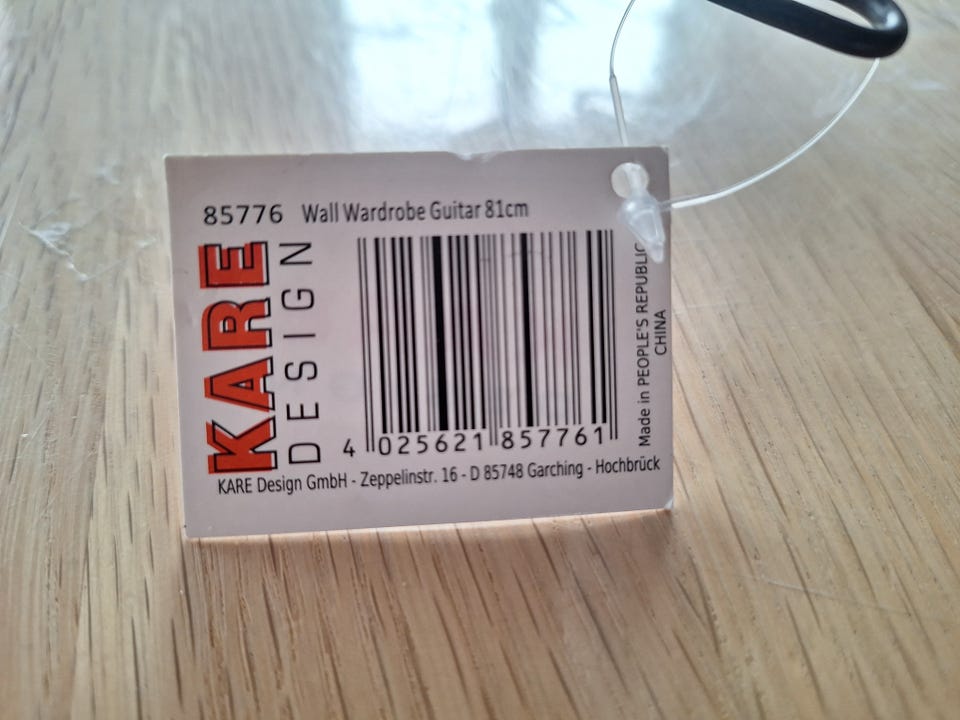 85776 Wall Wardrobe Guitar 81cm
KARE
DESIGN
4 025621 857761
Made in PEOPLE'S REPUBLIC
CHINA
KARE Design GmbH - Zeppelinstr. 16 - D 85748 Garching - Hochbrück